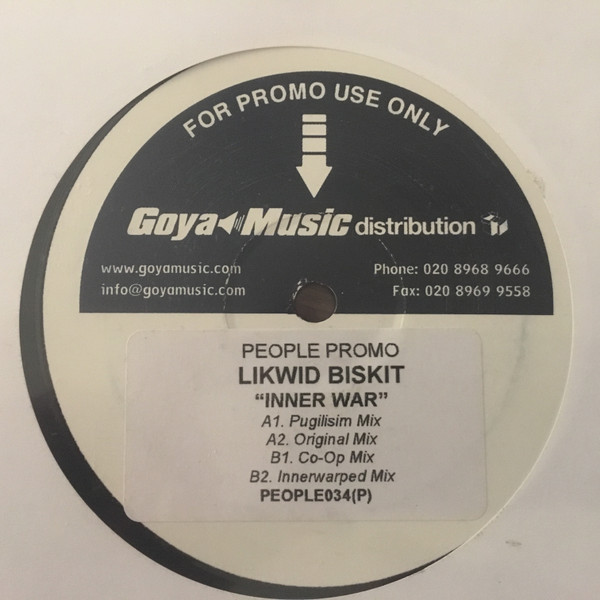 FOR PROMO USE ONLY
Goya Music distribution
www.goyamusic.com
info@goyamusic.com
Phone: 020 8968 9666
Fax: 020 8969 9558
PEOPLE PROMO
LIKWID BISKIT
“INNER WAR”
A1. Pugilisim Mix
A2. Original Mix
B1. Co-Op Mix
B2. Innerwarped Mix
PEOPLE034(P)